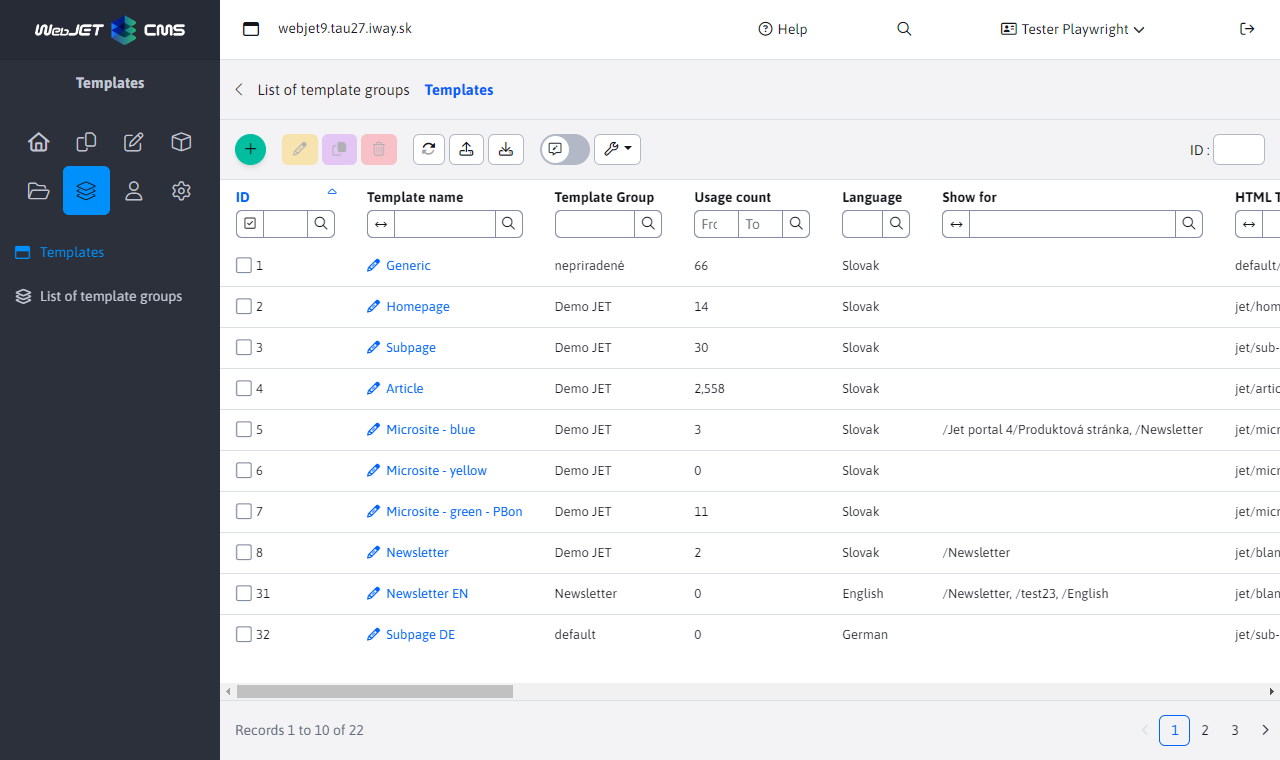 WebJET CMS
webjet9.tau27.iway.sk
Help
Tester Playwright
Templates
List of template groups
Templates
ID :
Templates
List of template groups
ID Template name Template Group Usage count Language Show for HTML T
Fro To
1 Generic nepriradené 66 Slovak default/
2 Homepage Demo JET 14 Slovak jet/hom
3 Subpage Demo JET 30 Slovak jet/sub-
4 Article Demo JET 2,558 Slovak jet/artic
5 Microsite - blue Demo JET 3 Slovak /Jet portal 4/Produktová stránka, /Newsletter jet/micr
6 Microsite - yellow Demo JET 0 Slovak jet/micr
7 Microsite - green - PBon Demo JET 11 Slovak jet/micr
8 Newsletter Demo JET 2 Slovak /Newsletter jet/blan
31 Newsletter EN Newsletter 0 English /Newsletter, /test23, /English jet/blan
32 Subpage DE default 0 German jet/sub-
Records 1 to 10 of 22
1 2 3